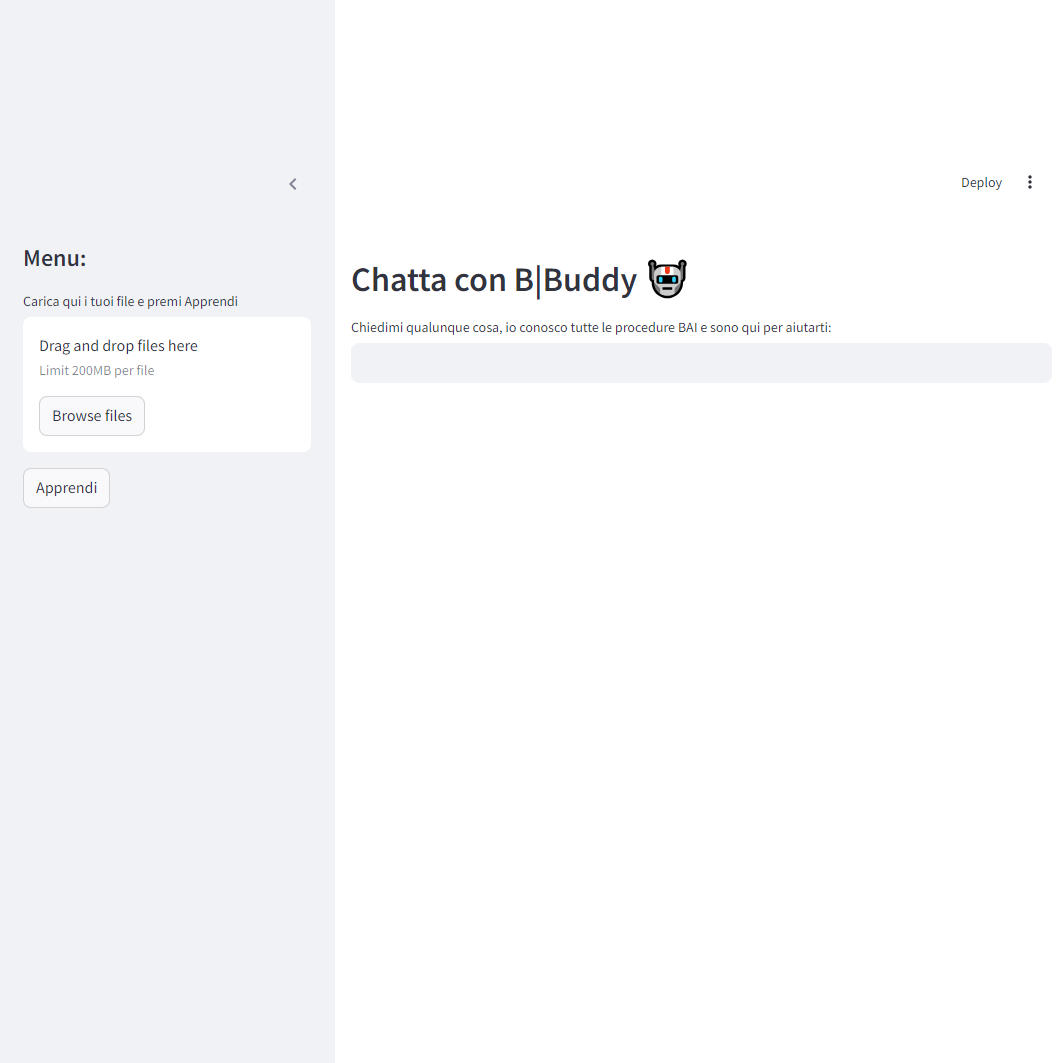 Menu:
Carica qui i tuoi file e premi Apprendi
Drag and drop files here
Limit 200MB per file
Browse files
Apprendi
Deploy
Chatta con B|Buddy
Chiedimi qualunque cosa, io conosco tutte le procedure BAI e sono qui per aiutarti: